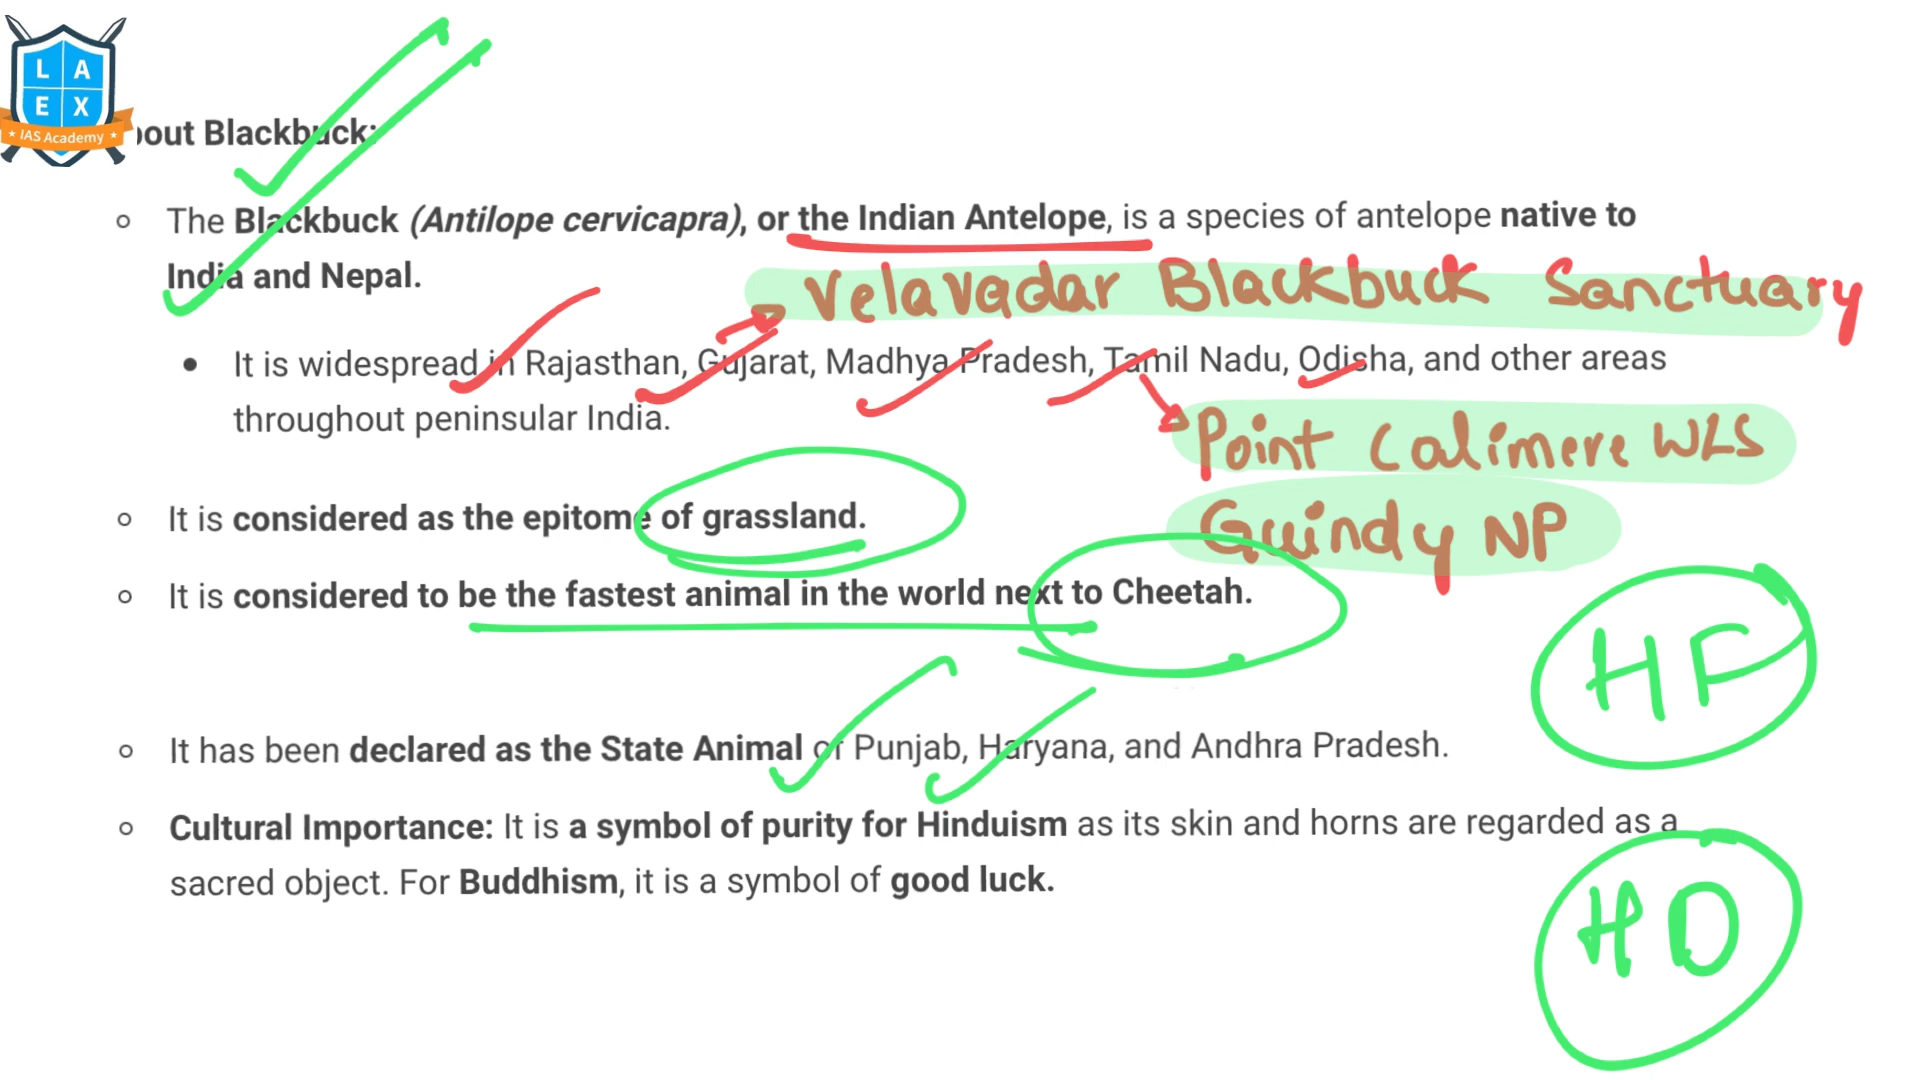 L A
E X
IAS Academy
bout Blackbuck:
The Blackbuck (Antilope cervicapra), or the Indian Antelope, is a species of antelope native to
India and Nepal.
Velavadar Blackbuck Sanctuary
It is widespread in Rajasthan, Gujarat, Madhya Pradesh, Tamil Nadu, Odisha, and other areas
throughout peninsular India.
Point Calimere WLS
It is considered as the epitome of grassland.
Guindy NP
It is considered to be the fastest animal in the world next to Cheetah.
HF
It has been declared as the State Animal of Punjab, Haryana, and Andhra Pradesh.
Cultural Importance: It is a symbol of purity for Hinduism as its skin and horns are regarded as a
sacred object. For Buddhism, it is a symbol of good luck.
HD